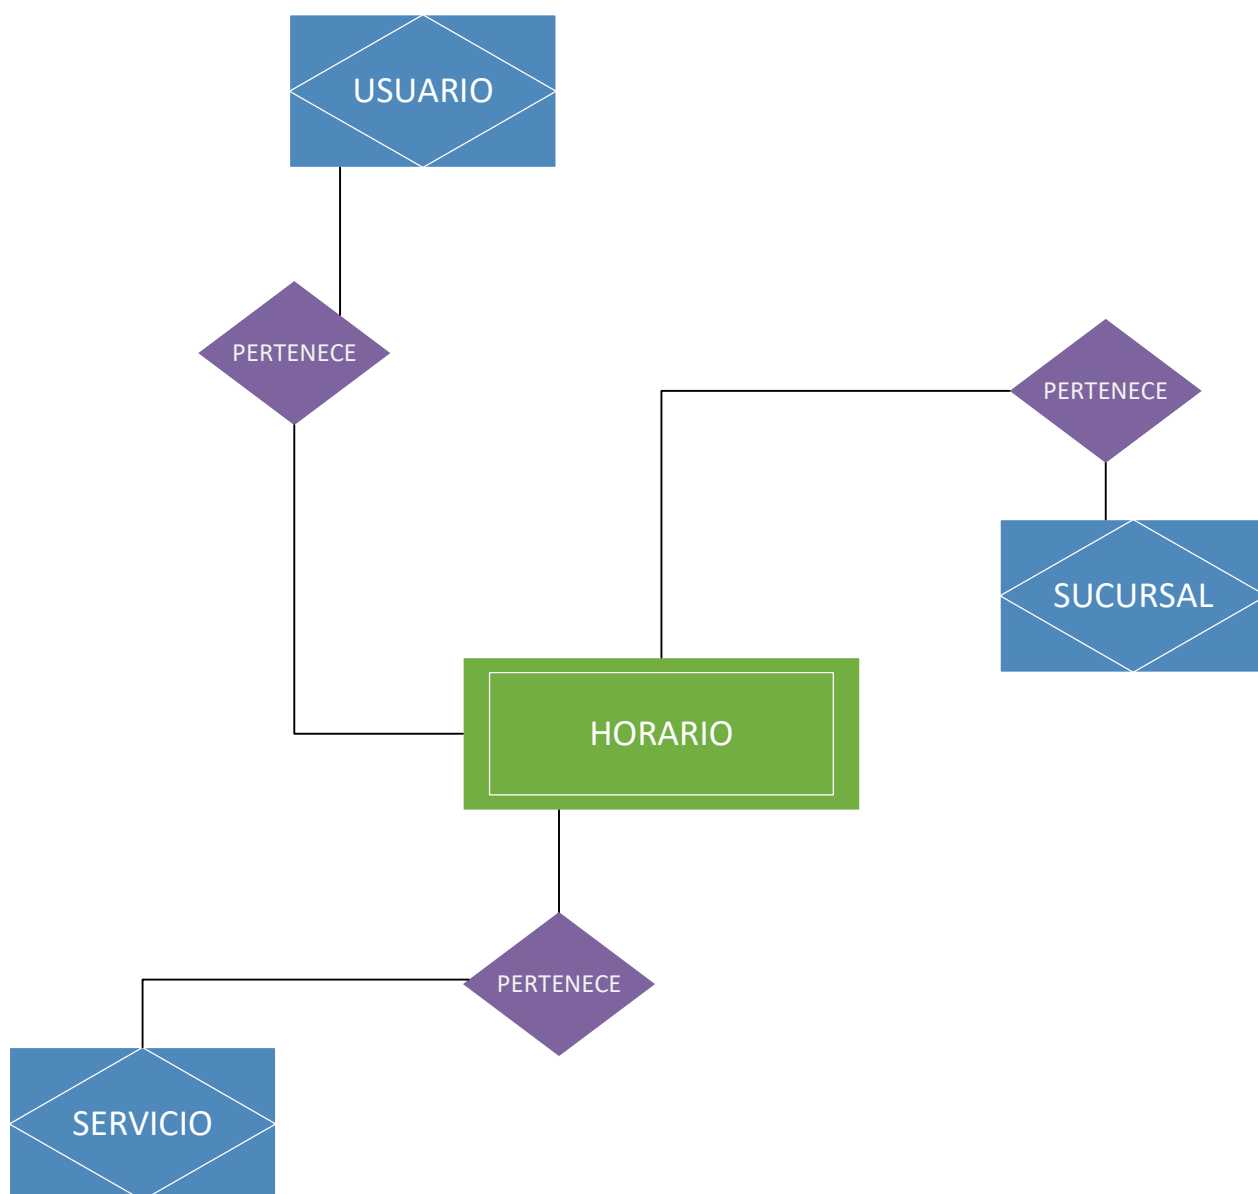 USUARIO
PERTENECE
PERTENECE
SUCURSAL
HORARIO
PERTENECE
SERVICIO